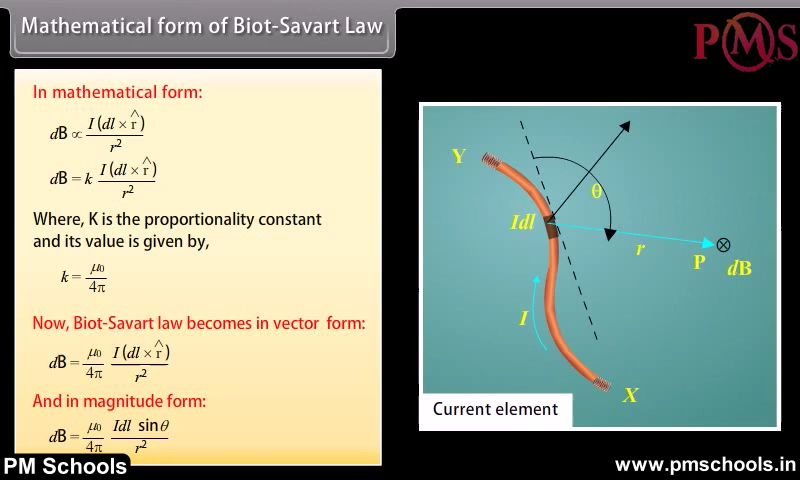 Mathematical form of Biot-Savart Law
PMS
In mathematical form:
dB ∝ I (dl × r̂) / r²
dB = k I (dl × r̂) / r²
Where, K is the proportionality constant
and its value is given by,
k = μ₀ / 4π
Now, Biot-Savart law becomes in vector form:
dB = μ₀ / 4π I (dl × r̂) / r²
And in magnitude form:
dB = μ₀ / 4π Idl sinθ / r²
Y
θ
Idl
r
P
dB
I
X
Current element
PM Schools
www.pmschools.in